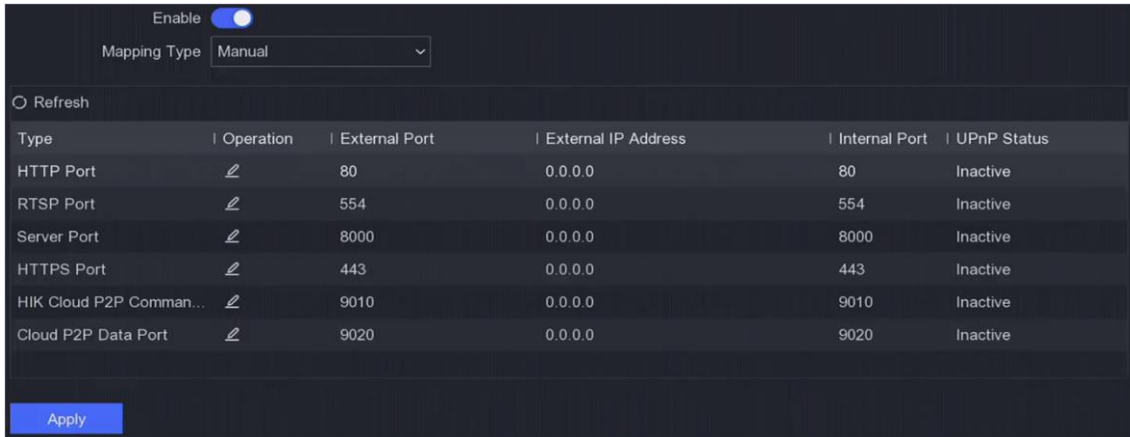 Enable
Mapping Type Manual
Refresh
Type Operation External Port External IP Address Internal Port UPnP Status
HTTP Port 80 0.0.0.0 80 Inactive
RTSP Port 554 0.0.0.0 554 Inactive
Server Port 8000 0.0.0.0 8000 Inactive
HTTPS Port 443 0.0.0.0 443 Inactive
HIK Cloud P2P Comman... 9010 0.0.0.0 9010 Inactive
Cloud P2P Data Port 9020 0.0.0.0 9020 Inactive
Apply